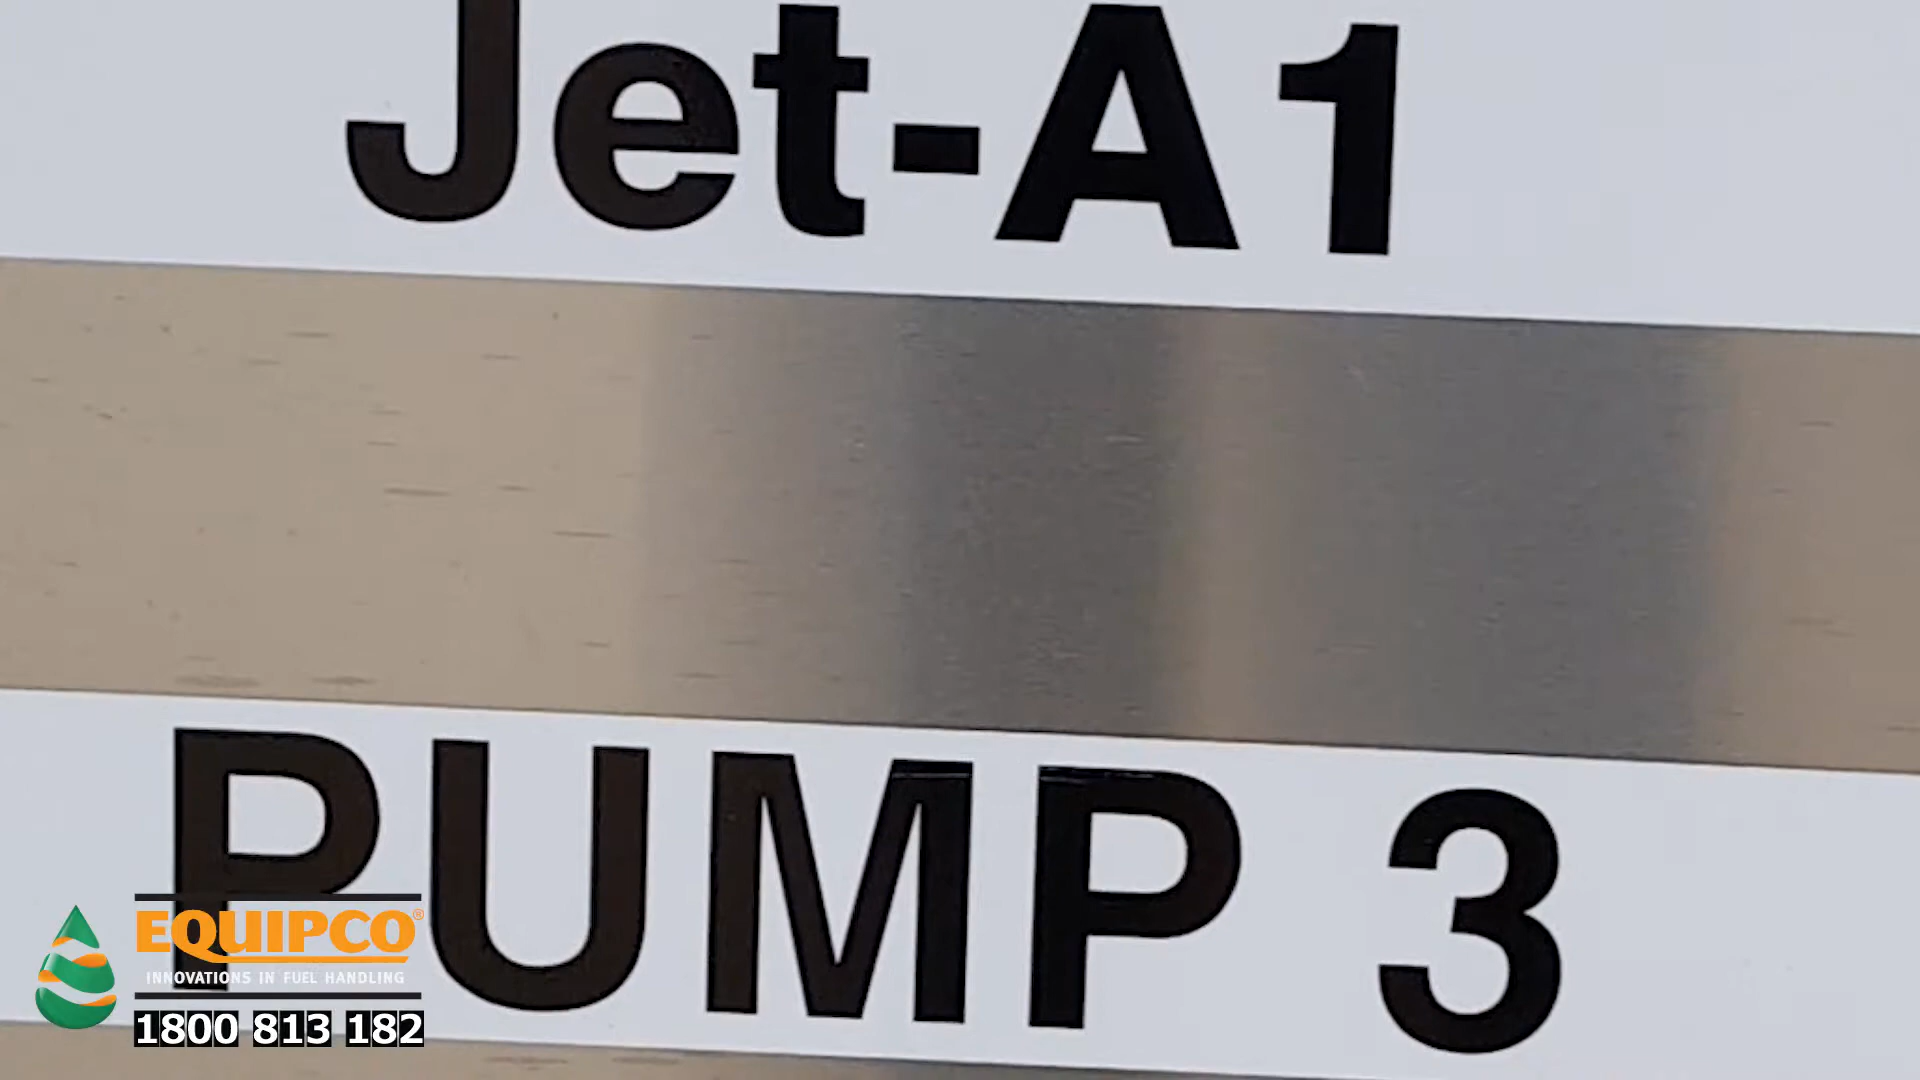 Jet-A1
PUMP 3
EQUIPCO®
INNOVATIONS IN FUEL HANDLING
1800 813 182